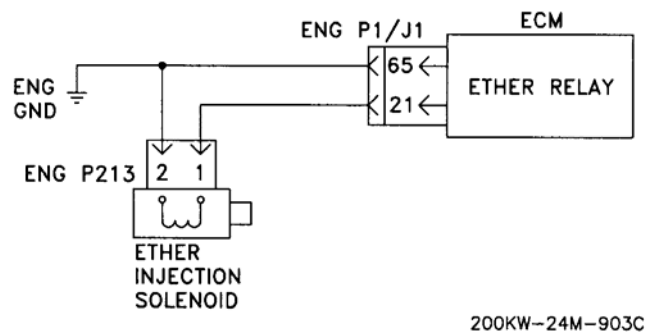 ENG P1/J1
ECM
65
21
ETHER RELAY
ENG
GND
ENG P213
2 1
ETHER
INJECTION
SOLENOID
200KW-24M-903C